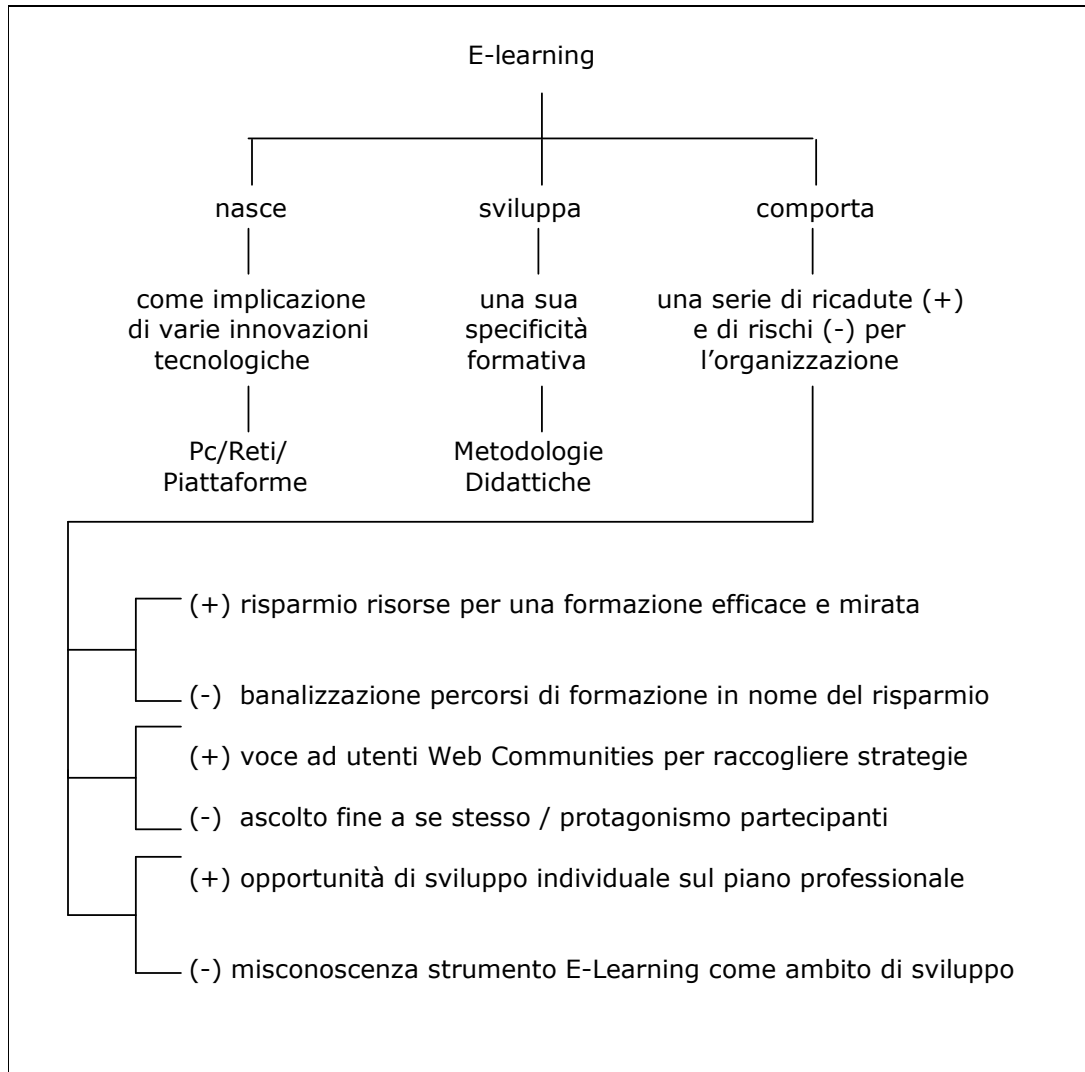 E-learning
nasce
sviluppa
comporta
come implicazione
di varie innovazioni
tecnologiche
una sua
specificità
formativa
una serie di ricadute (+)
e di rischi (-) per
l’organizzazione
Pc/Reti/
Piattaforme
Metodologie
Didattiche
(+) risparmio risorse per una formazione efficace e mirata
(-) banalizzazione percorsi di formazione in nome del risparmio
(+) voce ad utenti Web Communities per raccogliere strategie
(-) ascolto fine a se stesso / protagonismo partecipanti
(+) opportunità di sviluppo individuale sul piano professionale
(-) misconoscenza strumento E-Learning come ambito di sviluppo